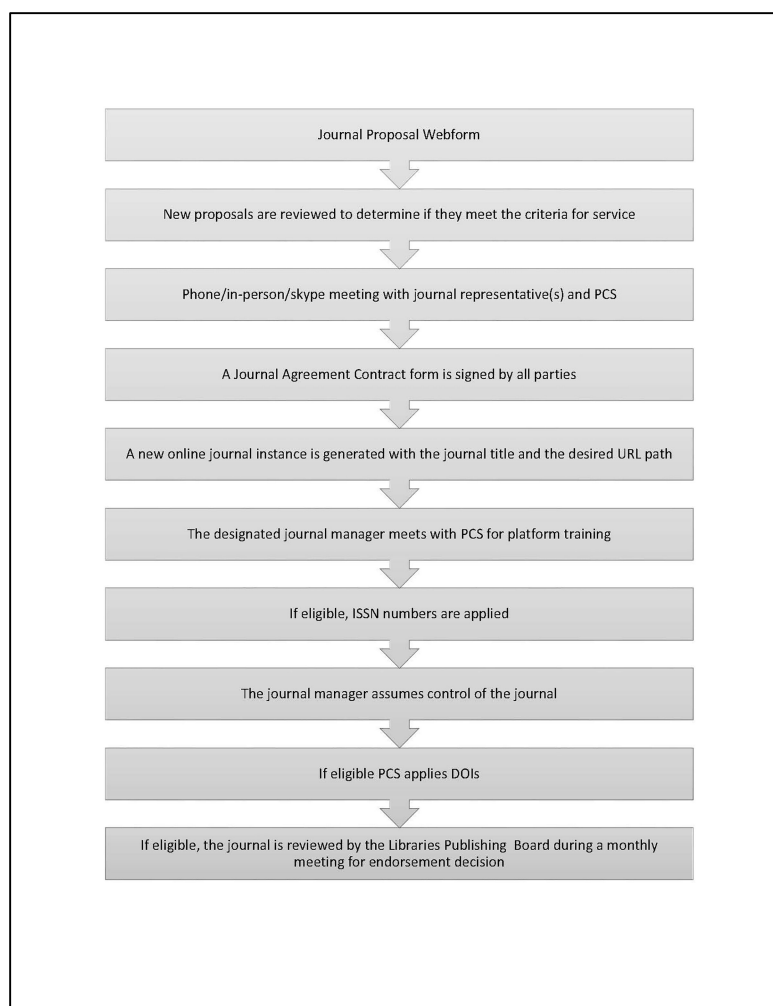 Journal Proposal Webform
New proposals are reviewed to determine if they meet the criteria for service
Phone/in-person/skype meeting with journal representative(s) and PCS
A Journal Agreement Contract form is signed by all parties
A new online journal instance is generated with the journal title and the desired URL path
The designated journal manager meets with PCS for platform training
If eligible, ISSN numbers are applied
The journal manager assumes control of the journal
If eligible PCS applies DOIs
If eligible, the journal is reviewed by the Libraries Publishing Board during a monthly
meeting for endorsement decision